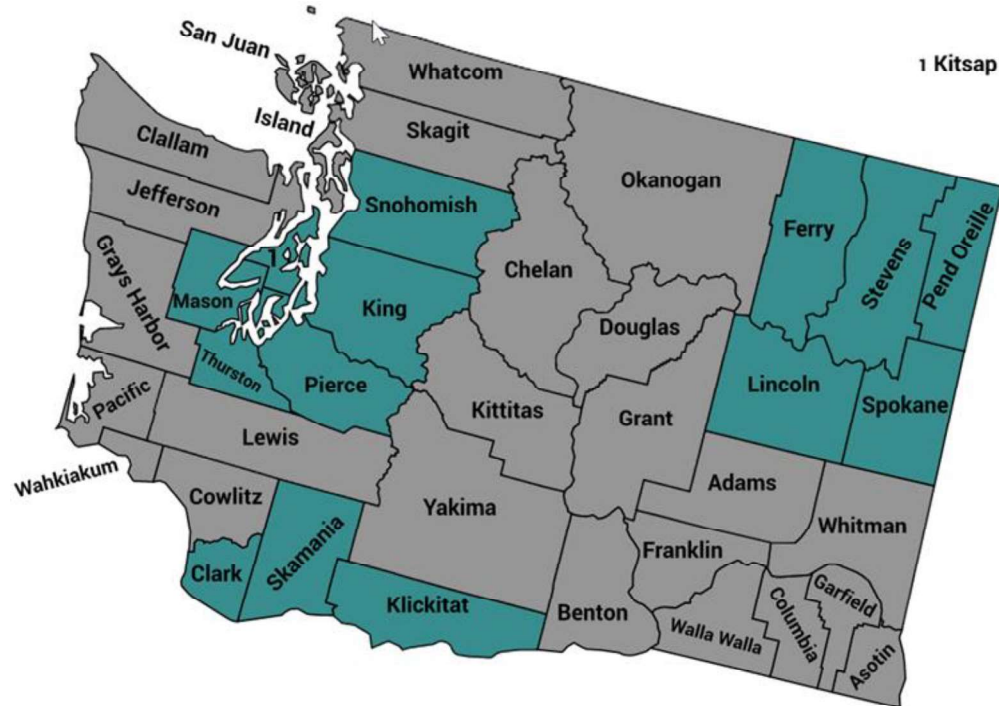 San Juan
Whatcom
1 Kitsap
Island
Skagit
Clallam
Okanogan
Jefferson
Snohomish
Ferry
Stevens
Pend Oreille
1
Chelan
Grays Harbor
Mason
King
Douglas
Thurston
Pierce
Lincoln
Spokane
Pacific
Kittitas
Grant
Lewis
Wahkiakum
Adams
Cowlitz
Yakima
Whitman
Skamania
Franklin
Clark
Klickitat
Benton
Garfield
Columbia
Walla Walla
Asotin